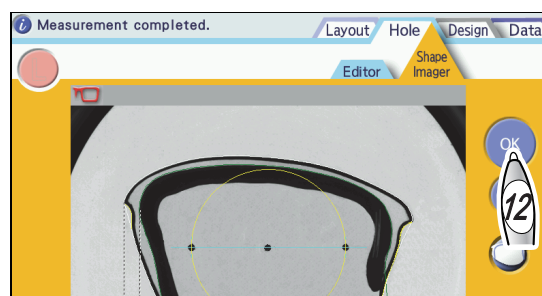 Measurement completed.
Layout Hole Design Data
Shape
Editor Imager
OK
12